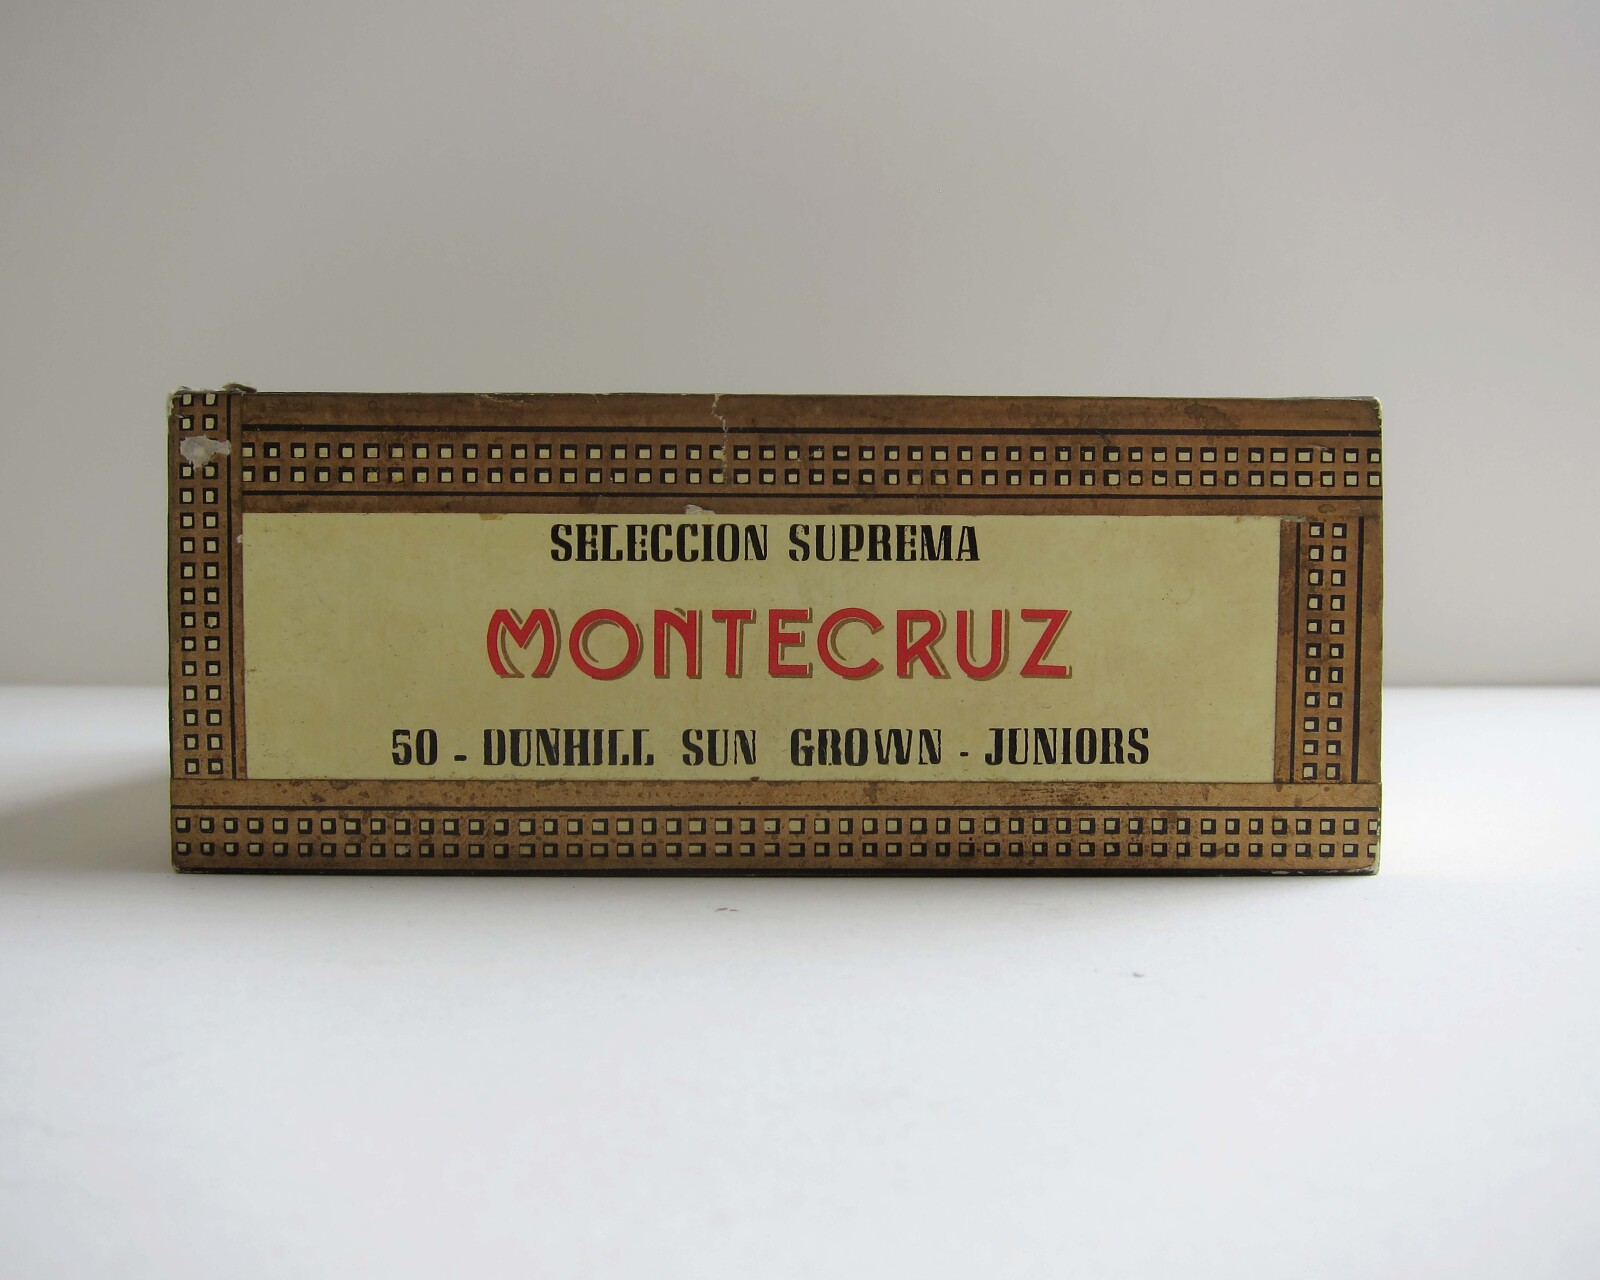 SELECCION SUPREMA
MONTECRUZ
50 - DUNHILL SUN GROWN - JUNIORS